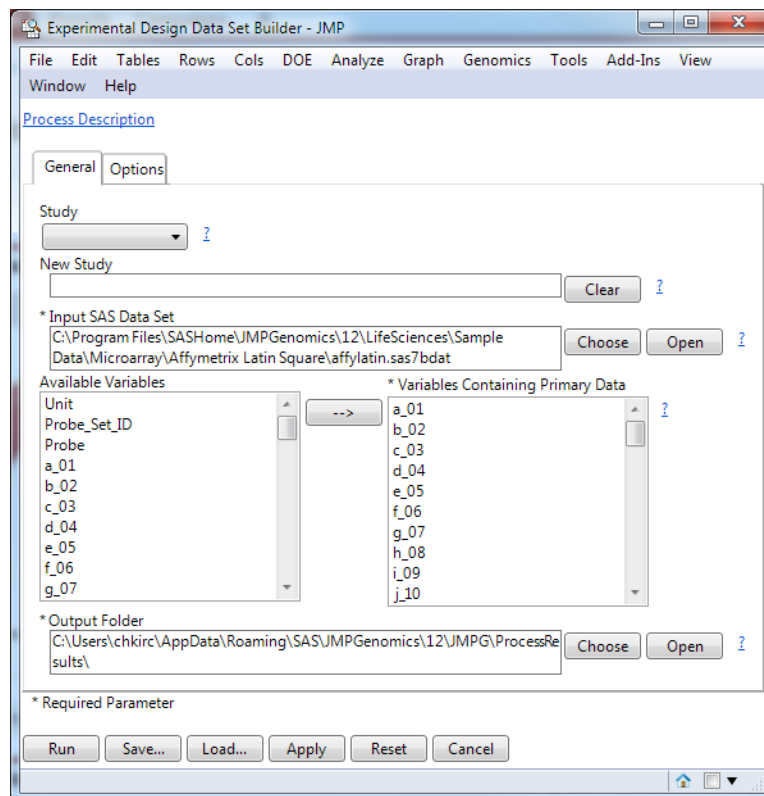 Experimental Design Data Set Builder - JMP
File Edit Tables Rows Cols DOE Analyze Graph Genomics Tools Add-Ins View
Window Help
Process Description
General Options
Study
?
New Study
Clear ?
* Input SAS Data Set
C:\Program Files\SASHome\JMPGenomics\12\LifeSciences\Sample
Data\Microarray\Affymetrix Latin Square\affylatin.sas7bdat
Choose Open ?
Available Variables
Unit
Probe_Set_ID
Probe
a_01
b_02
c_03
d_04
e_05
f_06
g_07
-->
* Variables Containing Primary Data
a_01
b_02
c_03
d_04
e_05
f_06
g_07
h_08
i_09
j_10
?
* Output Folder
C:\Users\chkirc\AppData\Roaming\SAS\JMPGenomics\12\JMPG\ProcessRe
sults\
Choose Open ?
* Required Parameter
Run Save... Load... Apply Reset Cancel